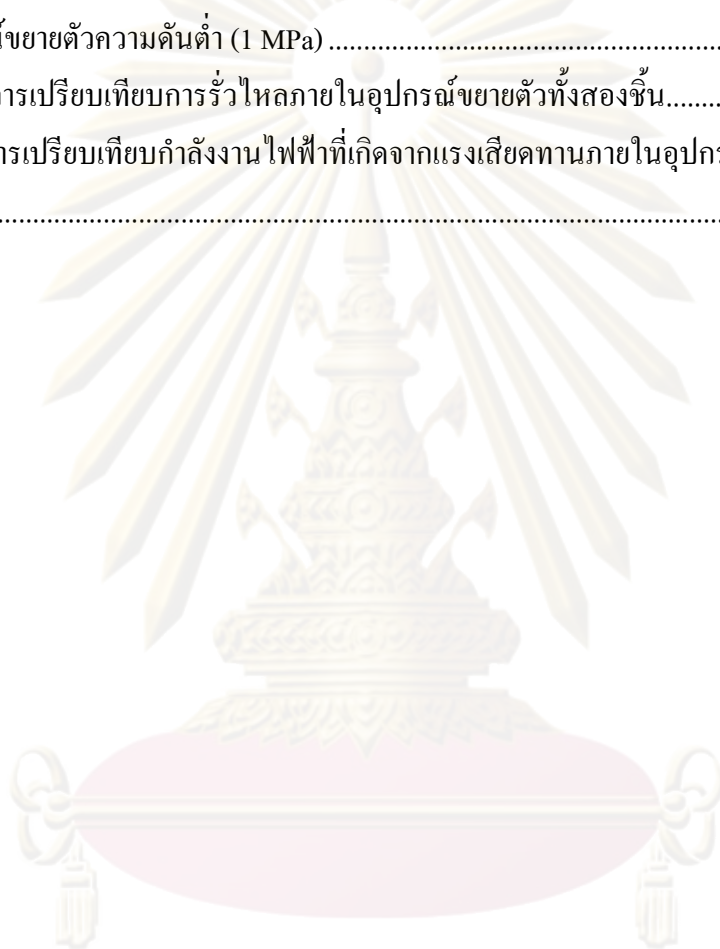 ขยายตัวความดันต่ำ (1 MPa) ........................................................................
การเปรียบเทียบการรั่วไหลภายในอุปกรณ์ขยายตัวทั้งสองชิ้น.........
การเปรียบเทียบกำลังงานไฟฟ้าที่เกิดจากแรงเสียดทานภายใน
....................................................................................................................................